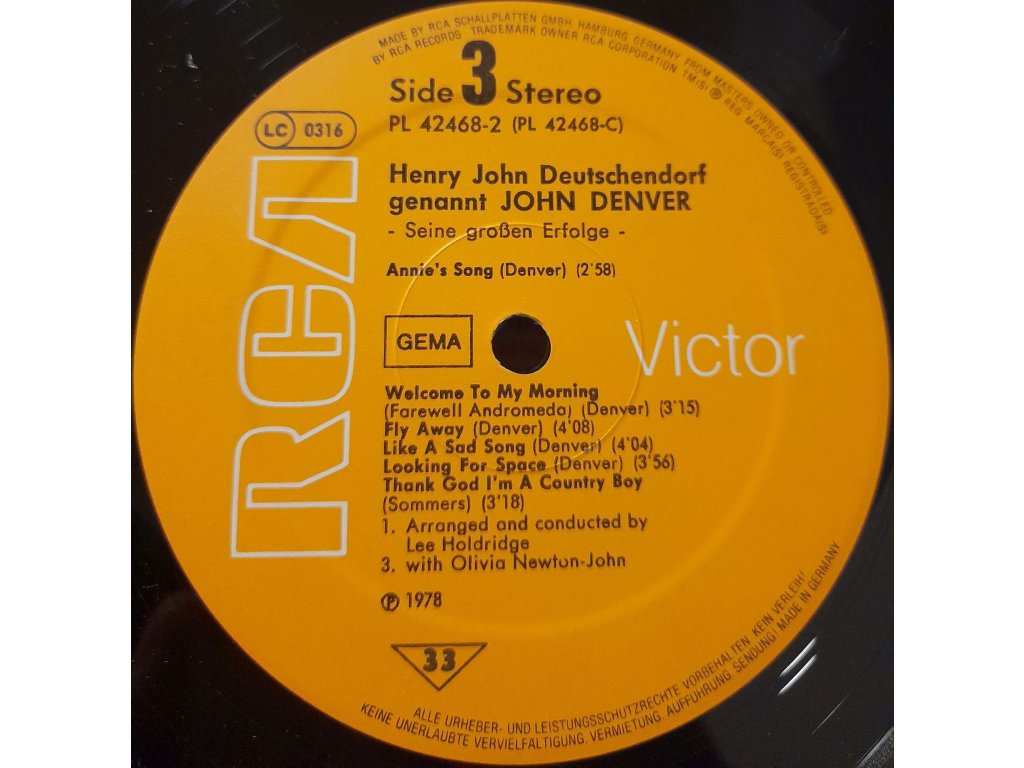 MADE BY RCA SCHALLPLATTEN GMBH, HAMBURG, GERMANY, FROM MASTERS OWNED OR CONTROLLED
BY RCA RECORDS TRADEMARK OWNER RCA CORPORATION TM(S) ® REG. MARCA(S) REGISTRADA(S)
Side 3 Stereo
PL 42468-2 (PL 42468-C)
LC 0316
Henry John Deutschendorf
genannt JOHN DENVER
- Seine großen Erfolge -
Annie's Song (Denver) (2'58)
RCA
GEMA
Victor
Welcome To My Morning
(Farewell Andromeda) (Denver) (3'15)
Fly Away (Denver) (4'08)
Like A Sad Song (Denver) (4'04)
Looking For Space (Denver) (3'56)
Thank God I'm A Country Boy
(Sommers) (3'18)
1. Arranged and conducted by
Lee Holdridge
3. with Olivia Newton-John
℗ 1978
33
ALLE URHEBER- UND LEISTUNGSSCHUTZRECHTE VORBEHALTEN. KEIN VERLEIH!
KEINE UNERLAUBTE VERVIELFÄLTIGUNG, VERMIETUNG, AUFFÜHRUNG, SENDUNG! MADE IN GERMANY